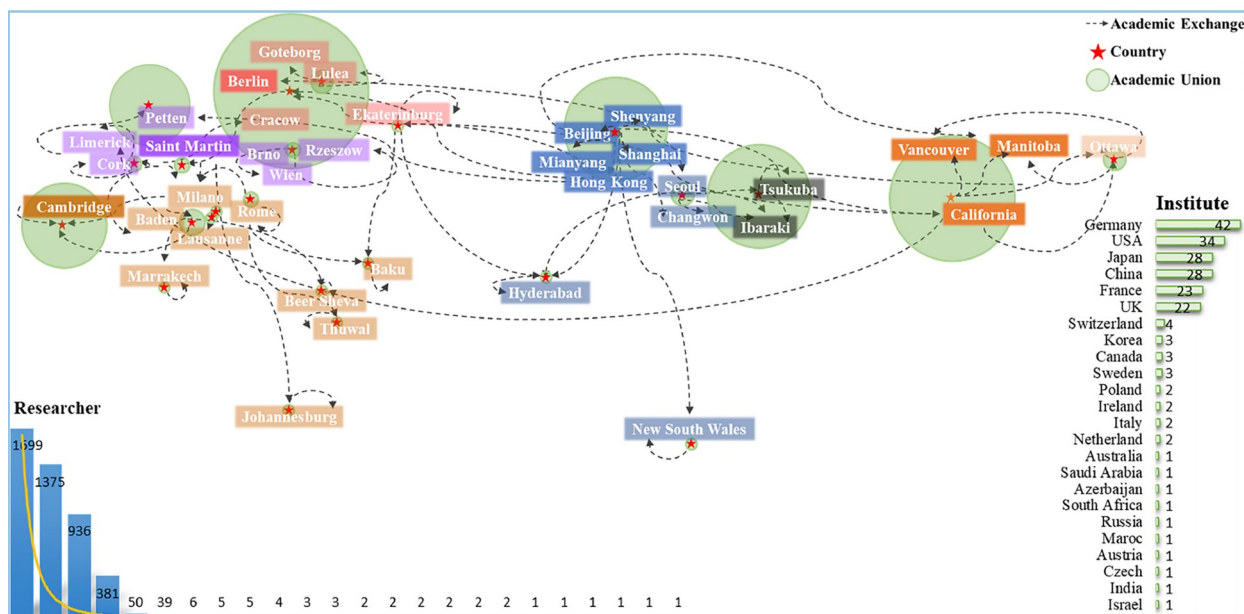 Academic Exchange
Country
Academic Union
Goteborg
Lulea
Berlin
Petten
Ekaterinburg
Cracow
Limerick
Saint Martin
Cork
Brno
Rzeszow
Wien
Shenyang
Beijing
Shanghai
Mianyang
Hong Kong
Seoul
Tsukuba
Changwon
Ibaraki
Vancouver
Manitoba
Ottawa
California
Cambridge
Milano
Rome
Baden
Lausanne
Marrakech
Baku
Beer Sheva
Thuwal
Hyderabad
Johannesburg
New South Wales
Institute
Germany 42
USA 34
Japan 28
China 28
France 23
UK 22
Switzerland 4
Korea 3
Canada 3
Sweden 3
Poland 2
Ireland 2
Italy 2
Netherland 2
Australia 1
Saudi Arabia 1
Azerbaijan 1
South Africa 1
Russia 1
Maroc 1
Austria 1
Czech 1
India 1
Israel 1
Researcher
1699
1375
936
381
50 39 6 5 5 4 3 3 2 2 2 2 2 2 1 1 1 1 1 1